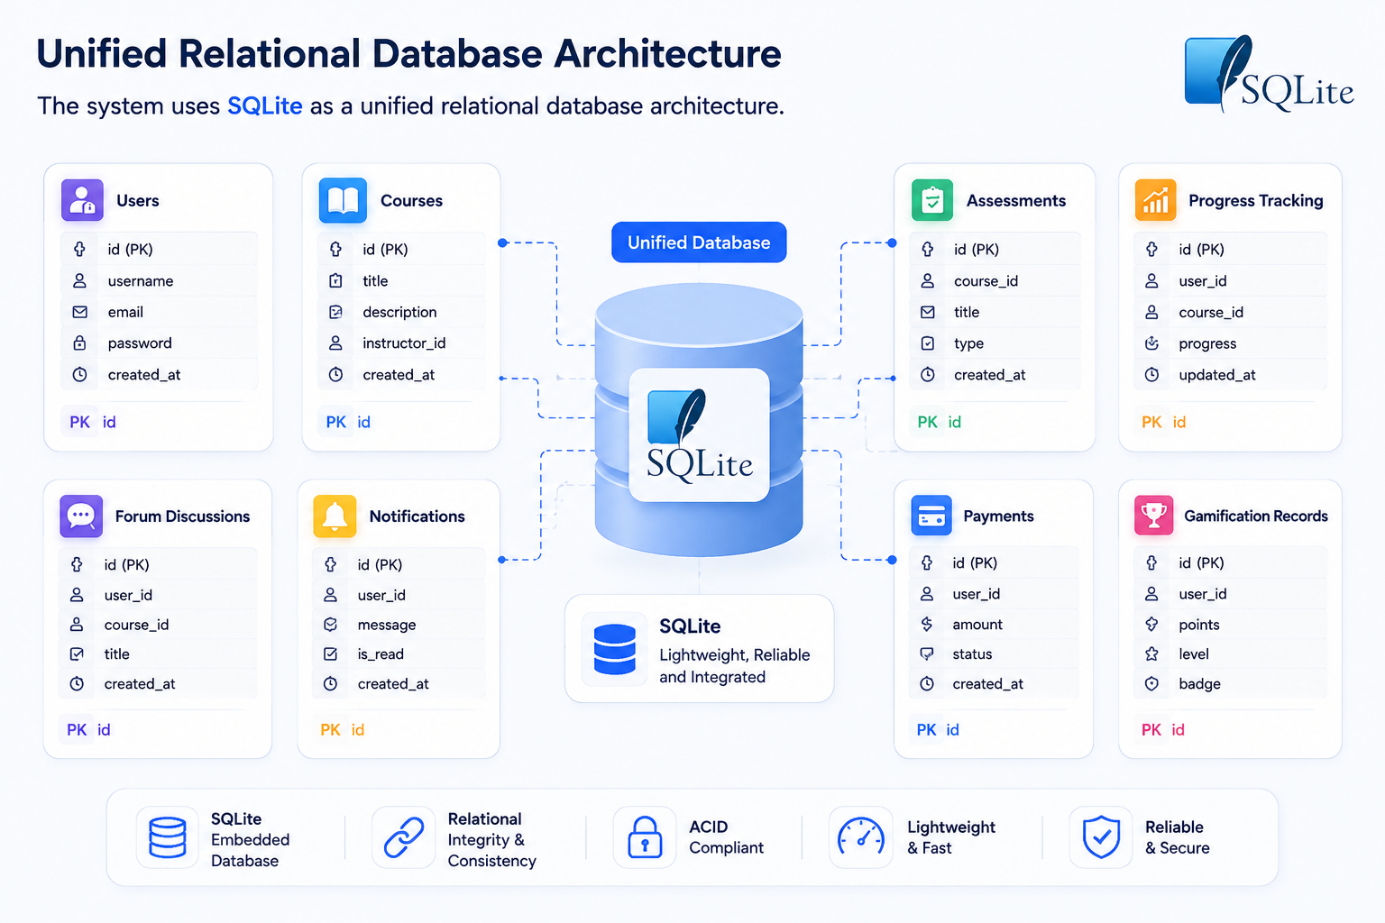 Unified Relational Database Architecture
The system uses SQLite as a unified relational database architecture.
SQLite
Users
id (PK)
username
email
password
created_at
PK id
Courses
id (PK)
title
description
instructor_id
created_at
PK id
Unified Database
SQLite
SQLite
Lightweight, Reliable
and Integrated
Assessments
id (PK)
course_id
title
type
created_at
PK id
Progress Tracking
id (PK)
user_id
course_id
progress
updated_at
PK id
Forum Discussions
id (PK)
user_id
course_id
title
created_at
PK id
Notifications
id (PK)
user_id
message
is_read
created_at
PK id
Payments
id (PK)
user_id
amount
status
created_at
PK id
Gamification Records
id (PK)
user_id
points
level
badge
PK id
SQLite
Embedded
Database
Relational
Integrity &
Consistency
ACID
Compliant
Lightweight
& Fast
Reliable
& Secure